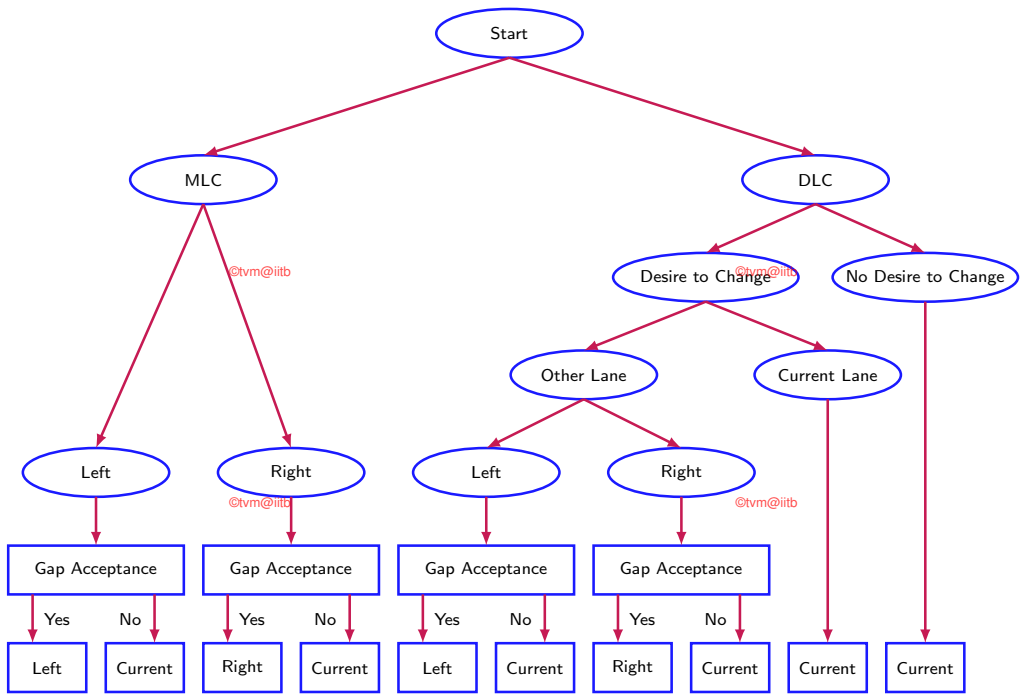 Start
MLC
DLC
©tvm@iitb
©tvm@iitb
Desire to Change
No Desire to Change
Other Lane
Current Lane
Left
Right
Left
Right
©tvm@iitb
©tvm@iitb
Gap Acceptance
Gap Acceptance
Gap Acceptance
Gap Acceptance
Yes
No
Yes
No
Yes
No
Yes
No
Left
Current
Right
Current
Left
Current
Right
Current
Current
Current